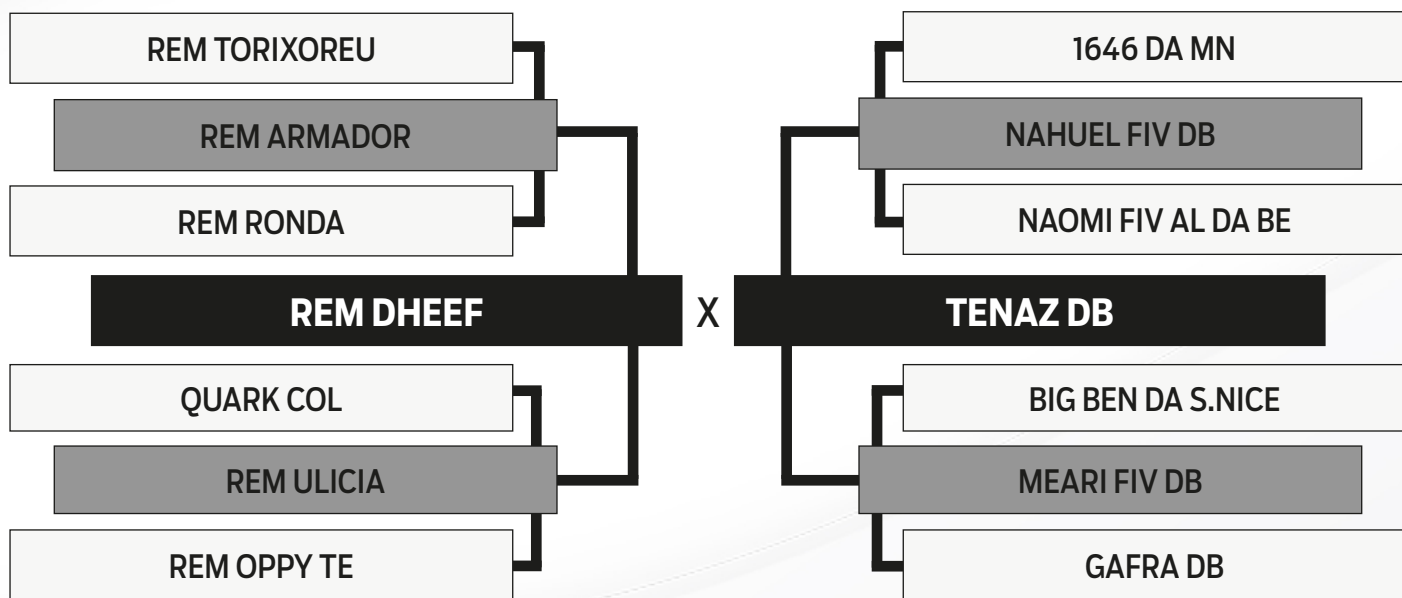 REM TORIXOREU
REM ARMADOR
REM RONDA
REM DHEEF
QUARK COL
REM ULICIA
REM OPPY TE
X
1646 DA MN
NAHUEL FIV DB
NAOMI FIV AL DA BE
TENAZ DB
BIG BEN DA S.NICE
MEARI FIV DB
GAFRA DB